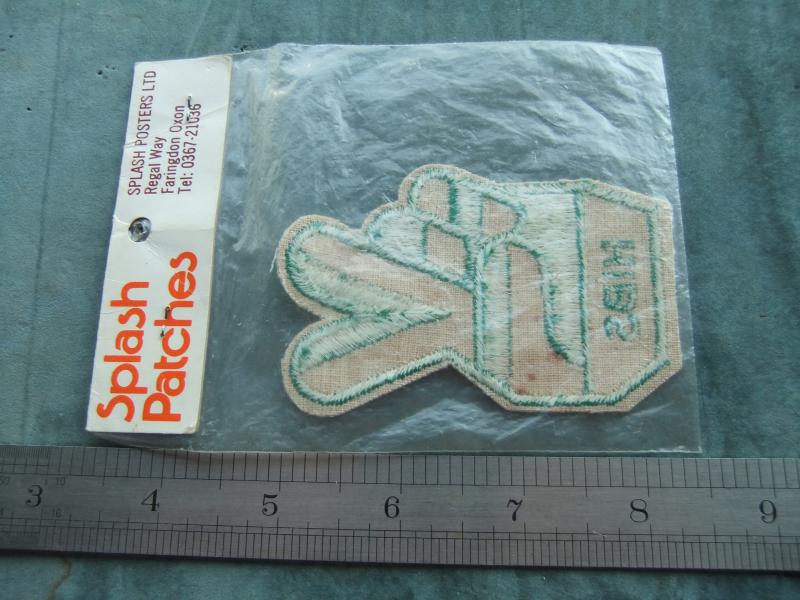 SPLASH POSTERS LTD
Regal Way
Faringdon Oxon
Tel: 0367-21036
Splash
Patches
HIBS
3 4 5 6 7 8 9